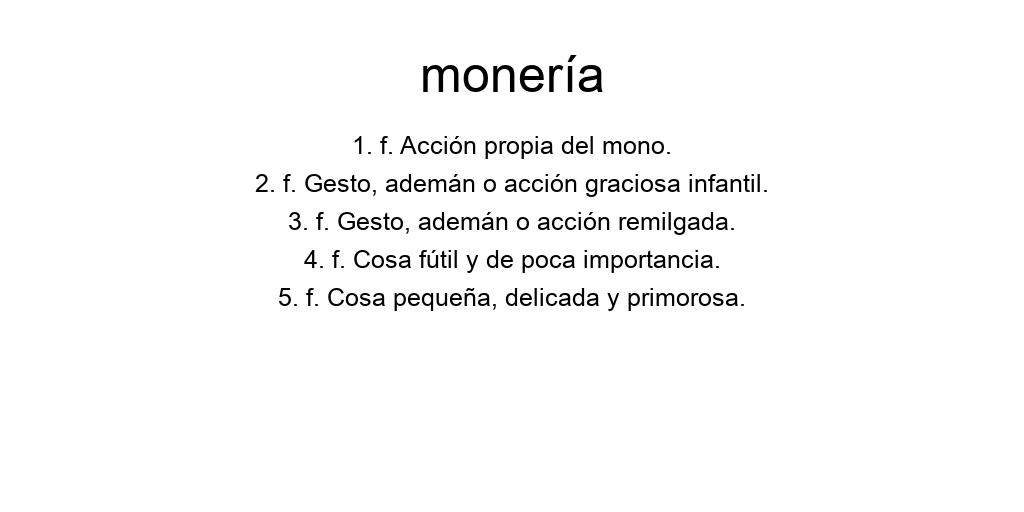 monería
1. f. Acción propia del mono.
2. f. Gesto, ademán o acción graciosa infantil.
3. f. Gesto, ademán o acción remilgada.
4. f. Cosa fútil y de poca importancia.
5. f. Cosa pequeña, delicada y primorosa.